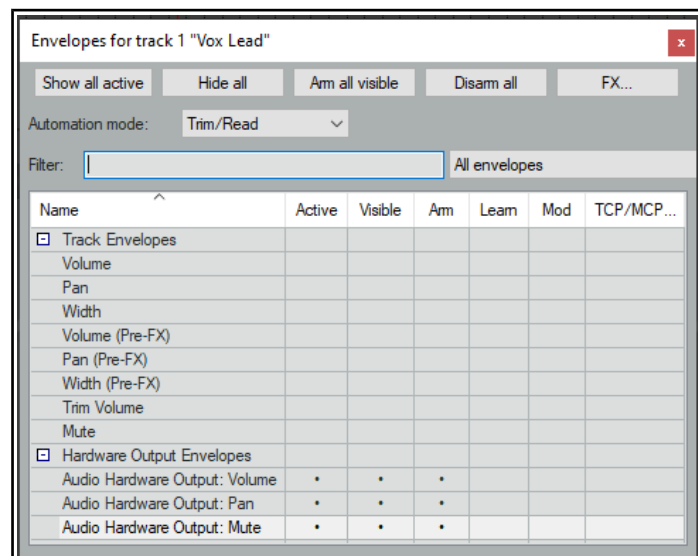 Envelopes for track 1 "Vox Lead"
x
Show all active Hide all Arm all visible Disarm all FX...
Automation mode: Trim/Read
Filter: All envelopes
Name Active Visible Arm Learn Mod TCP/MCP...
Track Envelopes
Volume
Pan
Width
Volume (Pre-FX)
Pan (Pre-FX)
Width (Pre-FX)
Trim Volume
Mute
Hardware Output Envelopes
Audio Hardware Output: Volume • • •
Audio Hardware Output: Pan • • •
Audio Hardware Output: Mute • • •